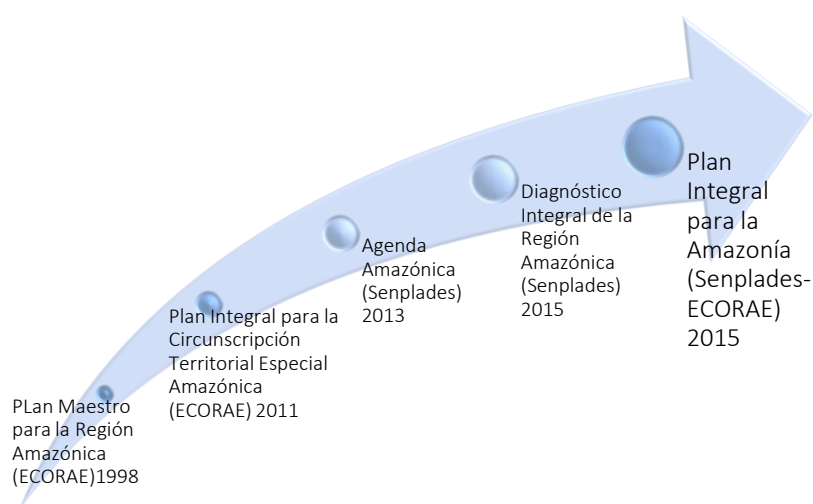 PLan Maestro
para la Región
Amazónica
(ECORAE)1998
Plan Integral para la
Circunscripción
Territorial Especial
Amazónica
(ECORAE) 2011
Agenda
Amazónica
(Senplades)
2013
Diagnóstico
Integral de la
Región
Amazónica
(Senplades)
2015
Plan
Integral
para la
Amazonía
(Senplades-
ECORAE)
2015